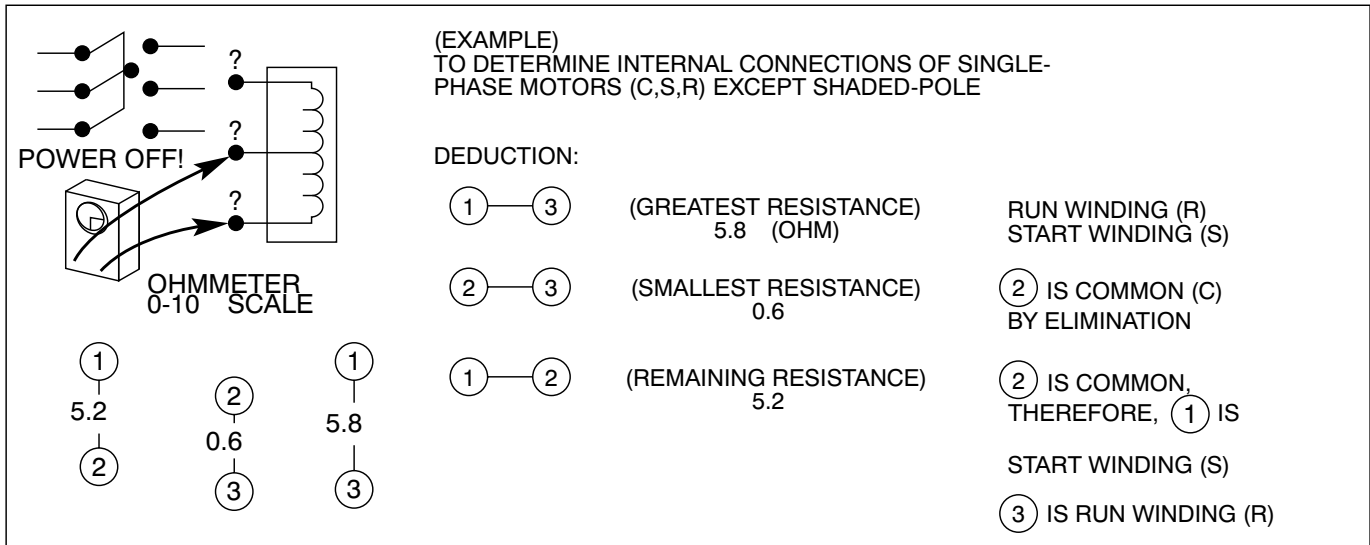 (EXAMPLE)
TO DETERMINE INTERNAL CONNECTIONS OF SINGLE-
PHASE MOTORS (C,S,R) EXCEPT SHADED-POLE
?
?
?
POWER OFF!
OHMMETER
0-10 SCALE
1
5.2
2
2
0.6
3
1
5.8
3
DEDUCTION:
1 3 (GREATEST RESISTANCE) RUN WINDING (R)
5.8 (OHM) START WINDING (S)
2 3 (SMALLEST RESISTANCE) 2 IS COMMON (C)
0.6 BY ELIMINATION
1 2 (REMAINING RESISTANCE) 2 IS COMMON,
5.2 THEREFORE, 1 IS
START WINDING (S)
3 IS RUN WINDING (R)